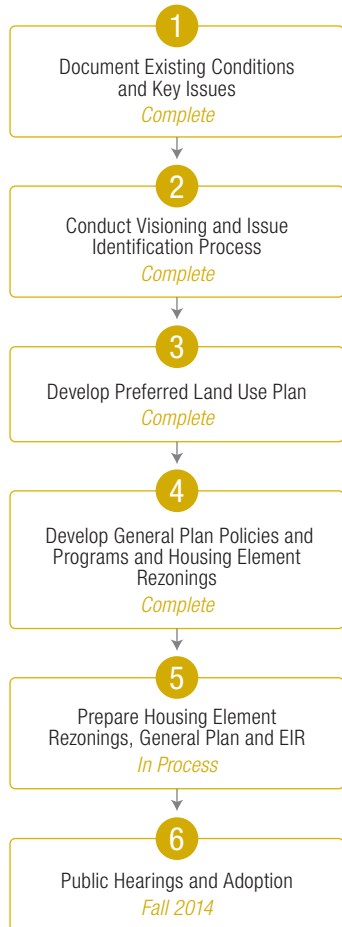 1
Document Existing Conditions
and Key Issues
Complete
2
Conduct Visioning and Issue
Identification Process
Complete
3
Develop Preferred Land Use Plan
Complete
4
Develop General Plan Policies and
Programs and Housing Element
Rezonings
Complete
5
Prepare Housing Element
Rezonings, General Plan and EIR
In Process
6
Public Hearings and Adoption
Fall 2014